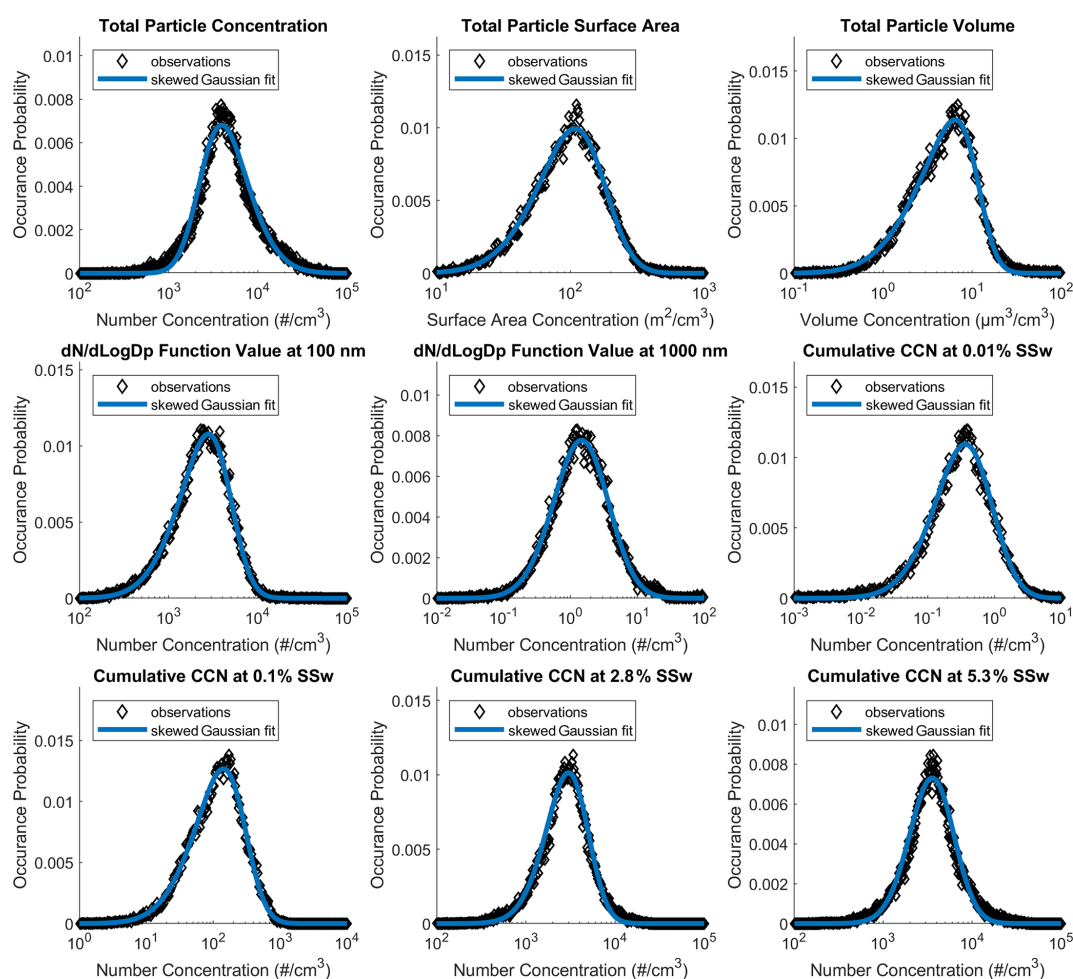 Total Particle Concentration
0.01
0.008
0.006
0.004
0.002
0
Occurance Probability
observations
skewed Gaussian fit
10^2 10^3 10^4 10^5
Number Concentration (#/cm^3)
Total Particle Surface Area
0.015
0.01
0.005
0
Occurance Probability
observations
skewed Gaussian fit
10^1 10^2 10^3
Surface Area Concentration (m^2/cm^3)
Total Particle Volume
0.015
0.01
0.005
0
Occurance Probability
observations
skewed Gaussian fit
10^-1 10^0 10^1 10^2
Volume Concentration (µm^3/cm^3)
dN/dLogDp Function Value at 100 nm
0.015
0.01
0.005
0
Occurance Probability
observations
skewed Gaussian fit
10^2 10^3 10^4 10^5
Number Concentration (#/cm^3)
dN/dLogDp Function Value at 1000 nm
0.01
0.008
0.006
0.004
0.002
0
Occurance Probability
observations
skewed Gaussian fit
10^-2 10^-1 10^0 10^1 10^2
Number Concentration (#/cm^3)
Cumulative CCN at 0.01% SSw
0.015
0.01
0.005
0
Occurance Probability
observations
skewed Gaussian fit
10^-3 10^-2 10^-1 10^0 10^1
Number Concentration (#/cm^3)
Cumulative CCN at 0.1% SSw
0.015
0.01
0.005
0
Occurance Probability
observations
skewed Gaussian fit
10^0 10^1 10^2 10^3 10^4
Number Concentration (#/cm^3)
Cumulative CCN at 2.8% SSw
0.015
0.01
0.005
0
Occurance Probability
observations
skewed Gaussian fit
10^2 10^3 10^4 10^5
Number Concentration (#/cm^3)
Cumulative CCN at 5.3% SSw
0.01
0.008
0.006
0.004
0.002
0
Occurance Probability
observations
skewed Gaussian fit
10^2 10^3 10^4 10^5
Number Concentration (#/cm^3)